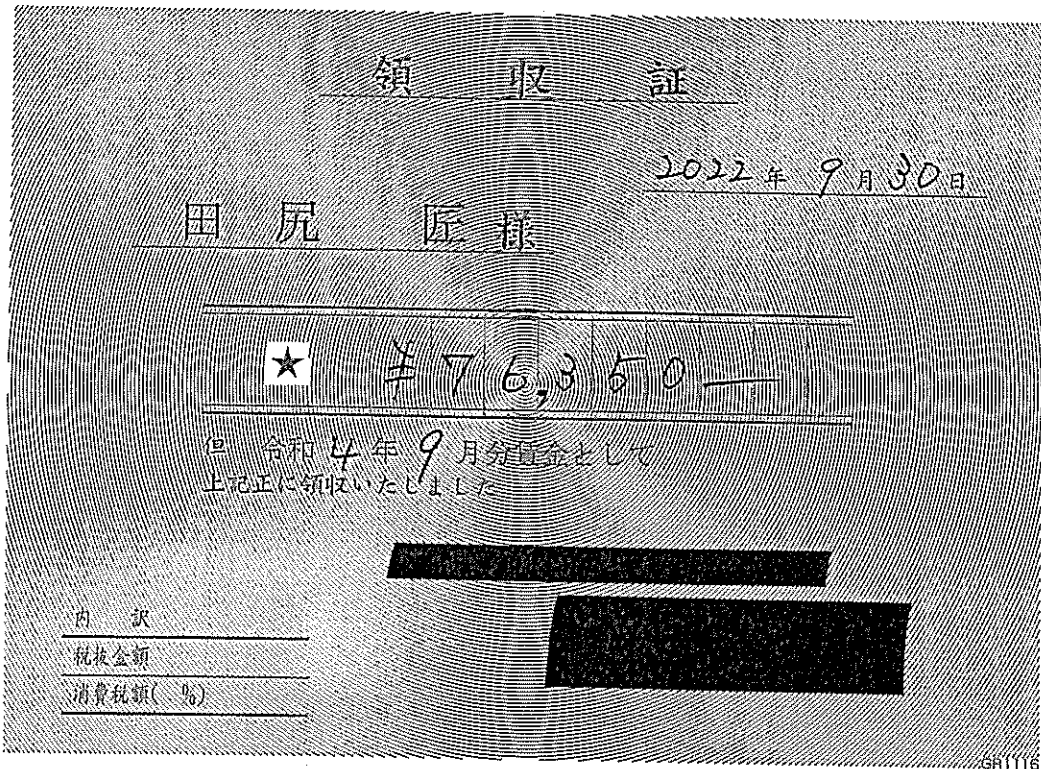 領収証
2022年 9月30日
田尻 匠 様
★ ¥76,350—
但 令和4年9月分賃金として
上記正に領収いたしました
内訳
税抜金額
消費税額( %)
GR1116